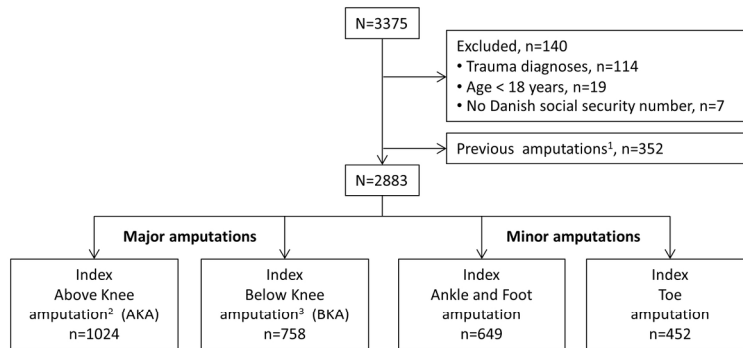 N=3375
Excluded, n=140
• Trauma diagnoses, n=114
• Age < 18 years, n=19
• No Danish social security number, n=7
Previous amputations¹, n=352
N=2883
Major amputations
Minor amputations
Index
Above Knee
amputation² (AKA)
n=1024
Index
Below Knee
amputation³ (BKA)
n=758
Index
Ankle and Foot
amputation
n=649
Index
Toe
amputation
n=452